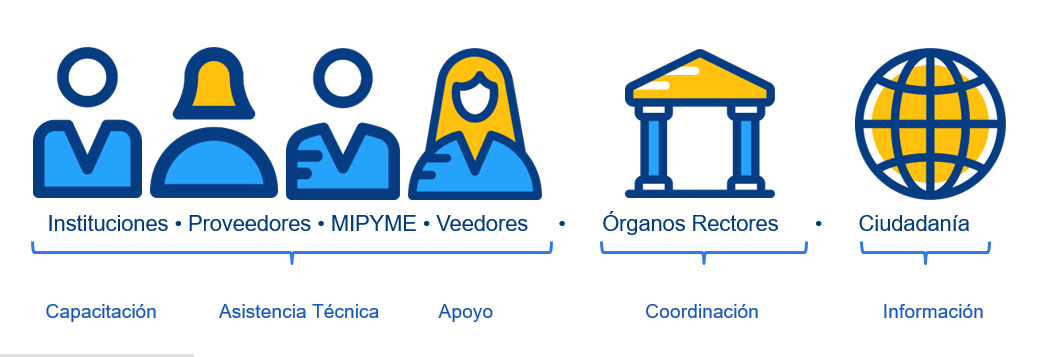 Instituciones • Proveedores • MIPYME • Veedores • Órganos Rectores • Ciudadanía
Capacitación Asistencia Técnica Apoyo Coordinación Información